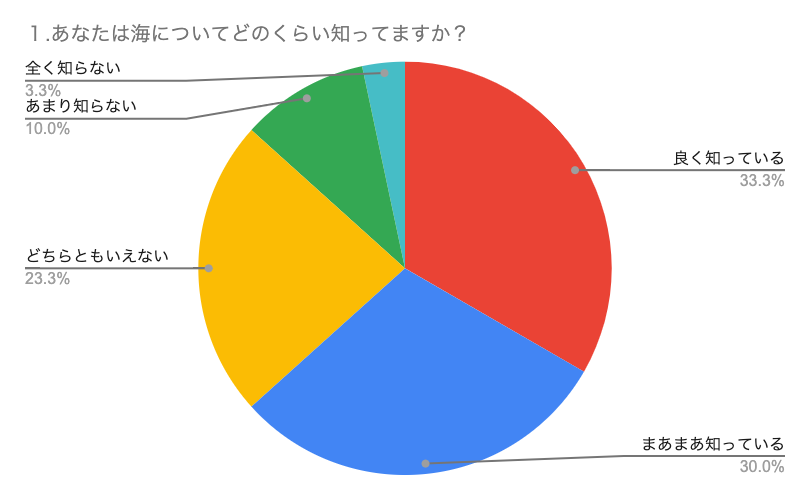 １.あなたは海についてどのくらい知ってますか？
全く知らない
3.3%
あまり知らない
10.0%
良く知っている
33.3%
どちらともいえない
23.3%
まあまあ知っている
30.0%